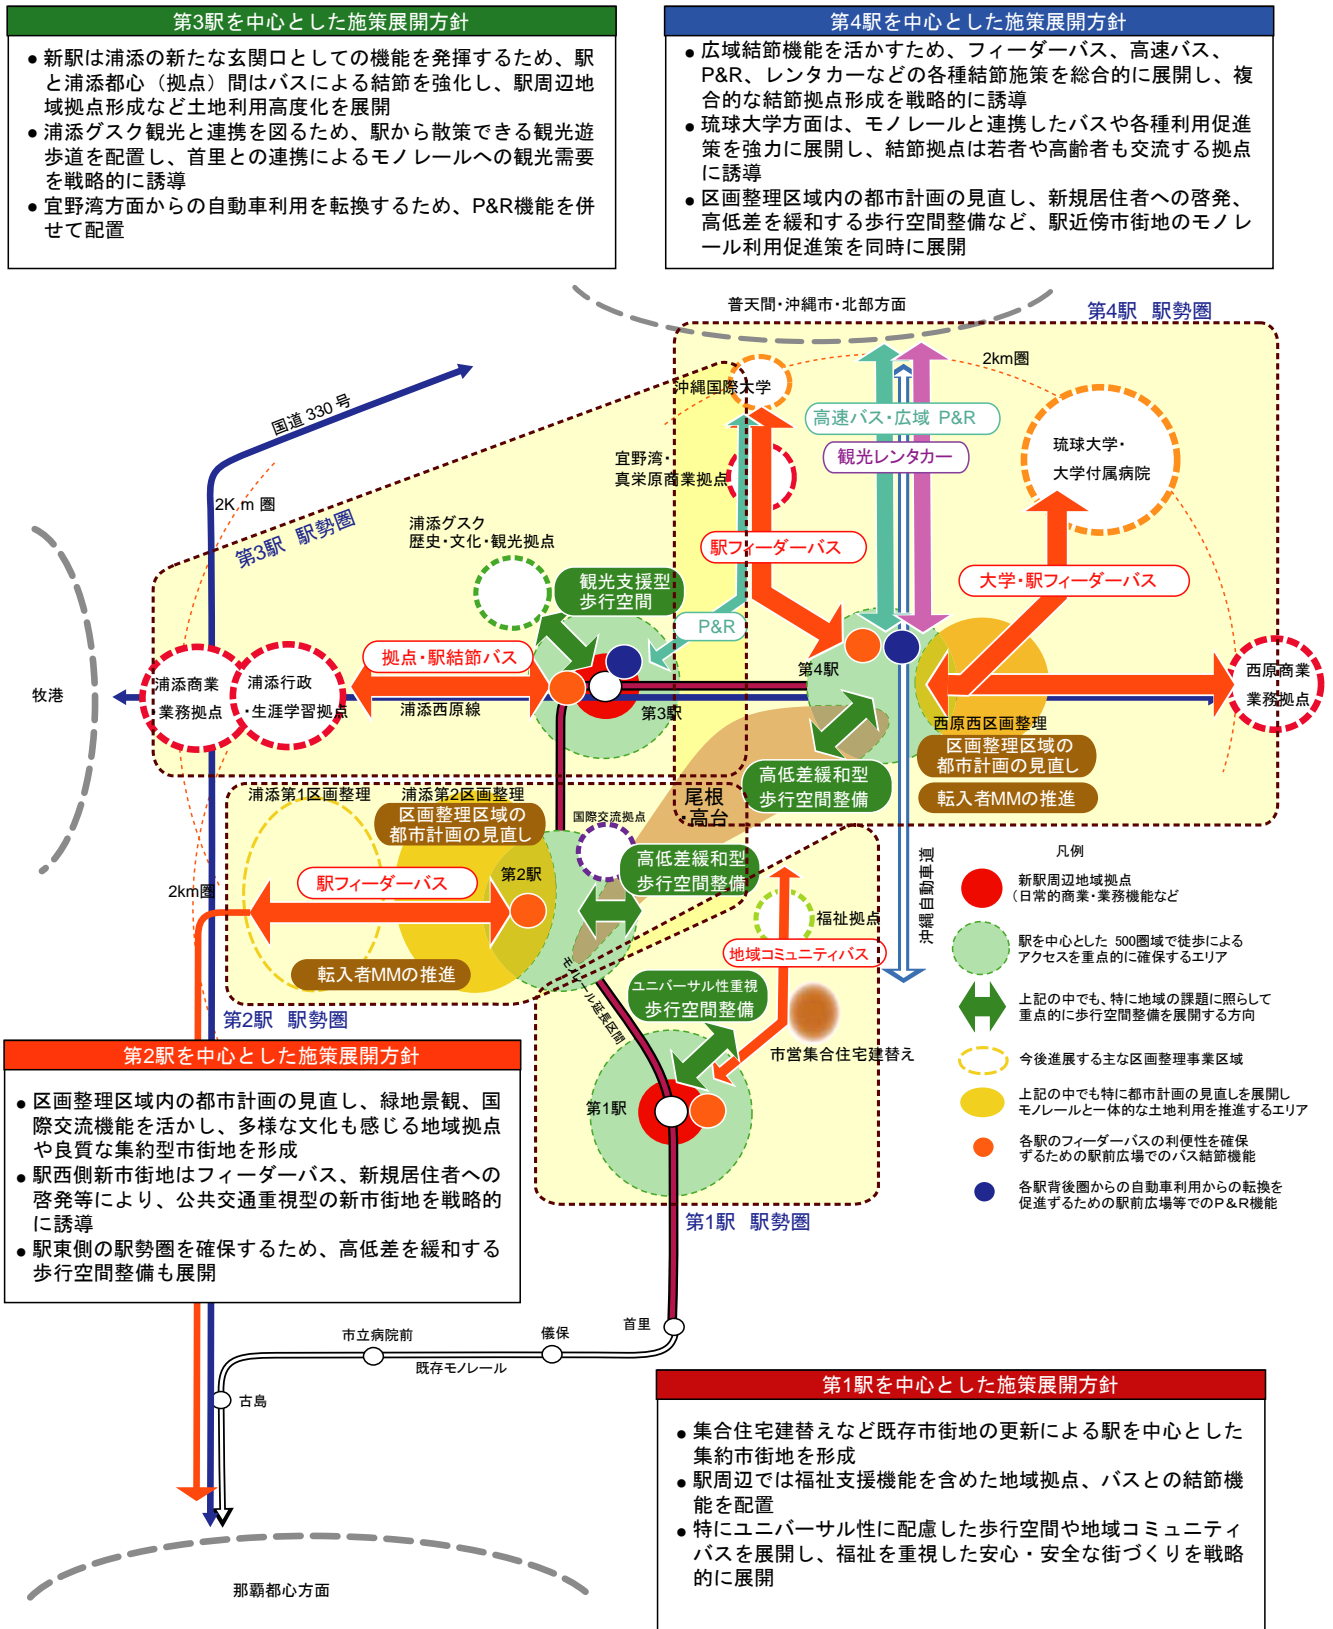 第3駅を中心とした施策展開方針
● 新駅は浦添の新たな玄関口としての機能を発揮するため、駅
と浦添都心（拠点）間はバスによる結節を強化し、駅周辺地
域拠点形成など土地利用高度化を展開
● 浦添グスク観光と連携を図るため、駅から散策できる観光遊
歩道を配置し、首里との連携によるモノレールへの観光需要
を戦略的に誘導
● 宜野湾方面からの自動車利用を転換するため、P&R機能を併
せて配置
第4駅を中心とした施策展開方針
● 広域結節機能を活かすため、フィーダーバス、高速バス、
P&R、レンタカーなどの各種結節施策を総合的に展開し、複
合的な結節拠点形成を戦略的に誘導
● 琉球大学方面は、モノレールと連携したバスや各種利用促進
策を強力に展開し、結節拠点は若者や高齢者も交流する拠点
に誘導
● 区画整理区域内の都市計画の見直し、新規居住者への啓発、
高低差を緩和する歩行空間整備など、駅近傍市街地のモノレ
ール利用促進策を同時に展開
普天間・沖縄市・北部方面
第4駅 駅勢圏
2km圏
沖縄国際大学
国道 330 号
高速バス・広域 P&R
観光レンタカー
琉球大学・
大学付属病院
宜野湾・
真栄原商業拠点
2Km 圏
第3駅 駅勢圏
浦添グスク
歴史・文化・観光拠点
駅フィーダーバス
観光支援型
歩行空間
大学・駅フィーダーバス
P&R
拠点・駅結節バス
第4駅
牧港
浦添商業
業務拠点
浦添行政
・生涯学習拠点
浦添西原線
第3駅
西原商業
業務拠点
西原西区画整理
区画整理区域の
都市計画の見直し
転入者MMの推進
高低差緩和型
歩行空間整備
尾根
高台
浦添第1区画整理
浦添第2区画整理
区画整理区域の
都市計画の見直し
国際交流拠点
高低差緩和型
歩行空間整備
2km圏
駅フィーダーバス
第2駅
転入者MMの推進
モノレール延長区間
第2駅 駅勢圏
福祉拠点
地域コミュニティバス
ユニバーサル性重視
歩行空間整備
市営集合住宅建替え
沖縄自動車道
第1駅
第1駅 駅勢圏
凡例
新駅周辺地域拠点
（日常的商業・業務機能など
駅を中心とした 500圏域で徒歩による
アクセスを重点的に確保するエリア
上記の中でも、特に地域の課題に照らして
重点的に歩行空間整備を展開する方向
今後進展する主な区画整理事業区域
上記の中でも特に都市計画の見直しを展開し
モノレールと一体的な土地利用を推進するエリア
各駅のフィーダーバスの利便性を確保
ずるための駅前広場でのバス結節機能
各駅背後圏からの自動車利用からの転換を
促進ずるための駅前広場等でのP&R機能
第2駅を中心とした施策展開方針
● 区画整理区域内の都市計画の見直し、緑地景観、国
際交流機能を活かし、多様な文化も感じる地域拠点
や良質な集約型市街地を形成
● 駅西側新市街地はフィーダーバス、新規居住者への
啓発等により、公共交通重視型の新市街地を戦略的
に誘導
● 駅東側の駅勢圏を確保するため、高低差を緩和する
歩行空間整備も展開
首里
儀保
市立病院前
既存モノレール
古島
那覇都心方面
第1駅を中心とした施策展開方針
● 集合住宅建替えなど既存市街地の更新による駅を中心とした
集約市街地を形成
● 駅周辺では福祉支援機能を含めた地域拠点、バスとの結節機
能を配置
● 特にユニバーサル性に配慮した歩行空間や地域コミュニティ
バスを展開し、福祉を重視した安心・安全な街づくりを戦略
的に展開